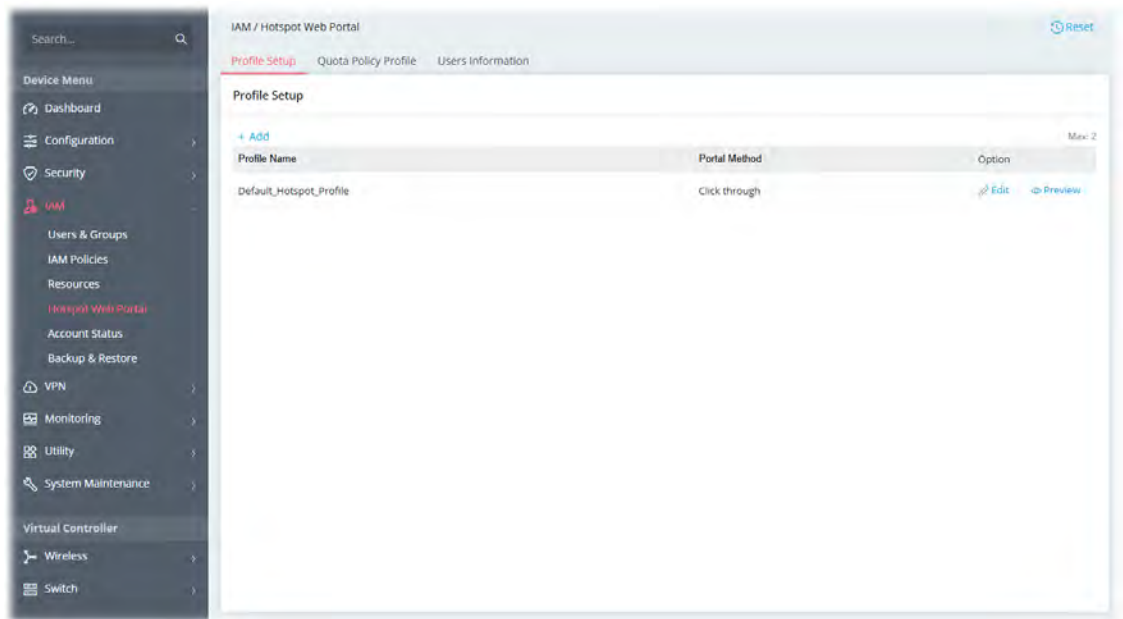 Search...
Device Menu
Dashboard
Configuration
Security
IAM
Users & Groups
IAM Policies
Resources
Hotspot Web Portal
Account Status
Backup & Restore
VPN
Monitoring
Utility
System Maintenance
Virtual Controller
Wireless
Switch
IAM / Hotspot Web Portal
Reset
Profile Setup Quota Policy Profile Users Information
Profile Setup
+ Add Max: 2
Profile Name Portal Method Option
Default_Hotspot_Profile Click through Edit Preview